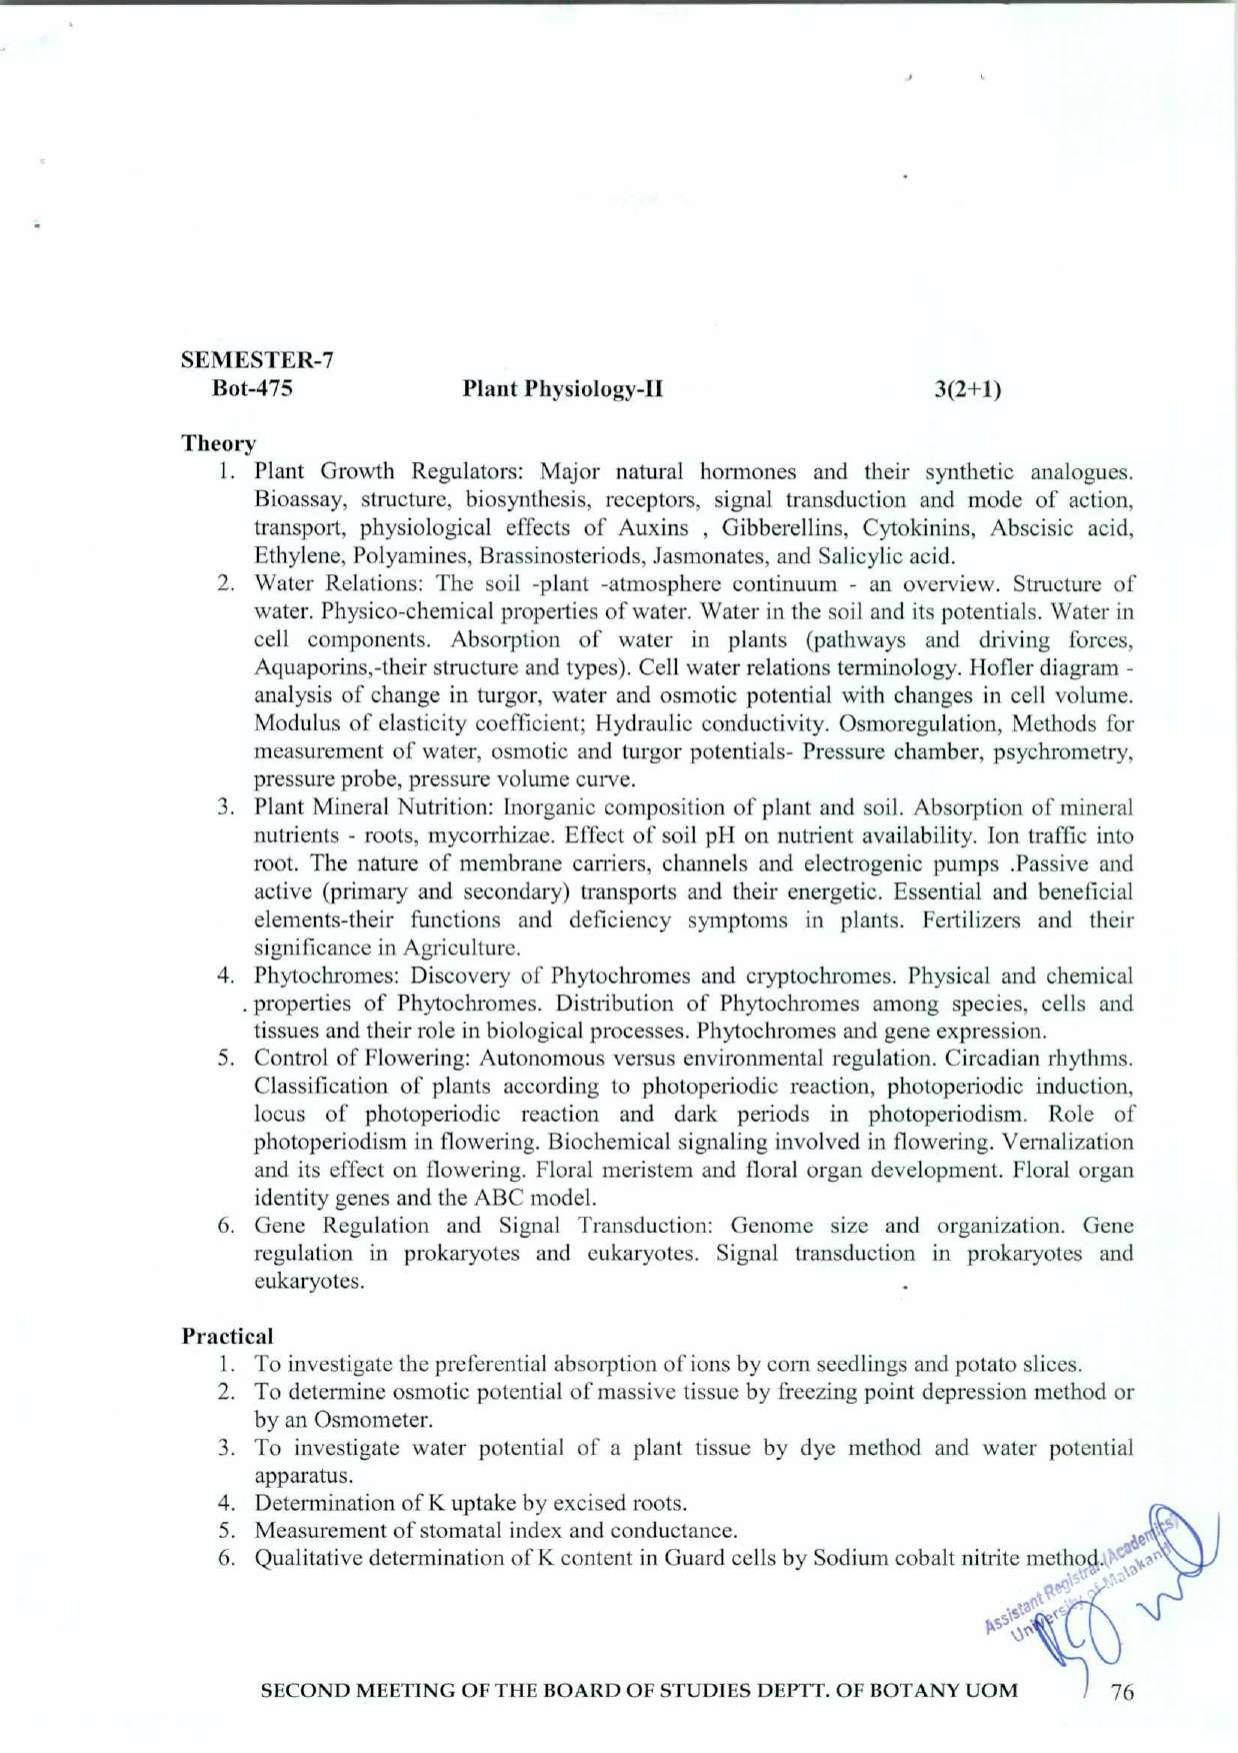 SEMESTER-7
Bot-475 Plant Physiology-II 3(2+1)
Theory
1. Plant Growth Regulators: Major natural hormones and their synthetic analogues.
Bioassay, structure, biosynthesis, receptors, signal transduction and mode of action,
transport, physiological effects of Auxins , Gibberellins, Cytokinins, Abscisic acid,
Ethylene, Polyamines, Brassinosteriods, Jasmonates, and Salicylic acid.
2. Water Relations: The soil -plant -atmosphere continuum - an overview. Structure of
water. Physico-chemical properties of water. Water in the soil and its potentials. Water in
cell components. Absorption of water in plants (pathways and driving forces,
Aquaporins,-their structure and types). Cell water relations terminology. Hofler diagram -
analysis of change in turgor, water and osmotic potential with changes in cell volume.
Modulus of elasticity coefficient; Hydraulic conductivity. Osmoregulation, Methods for
measurement of water, osmotic and turgor potentials- Pressure chamber, psychrometry,
pressure probe, pressure volume curve.
3. Plant Mineral Nutrition: Inorganic composition of plant and soil. Absorption of mineral
nutrients - roots, mycorrhizae. Effect of soil pH on nutrient availability. Ion traffic into
root. The nature of membrane carriers, channels and electrogenic pumps .Passive and
active (primary and secondary) transports and their energetic. Essential and beneficial
elements-their functions and deficiency symptoms in plants. Fertilizers and their
significance in Agriculture.
4. Phytochromes: Discovery of Phytochromes and cryptochromes. Physical and chemical
properties of Phytochromes. Distribution of Phytochromes among species, cells and
tissues and their role in biological processes. Phytochromes and gene expression.
5. Control of Flowering: Autonomous versus environmental regulation. Circadian rhythms.
Classification of plants according to photoperiodic reaction, photoperiodic induction,
locus of photoperiodic reaction and dark periods in photoperiodism. Role of
photoperiodism in flowering. Biochemical signaling involved in flowering. Vernalization
and its effect on flowering. Floral meristem and floral organ development. Floral organ
identity genes and the ABC model.
6. Gene Regulation and Signal Transduction: Genome size and organization. Gene
regulation in prokaryotes and eukaryotes. Signal transduction in prokaryotes and
eukaryotes.
Practical
1. To investigate the preferential absorption of ions by corn seedlings and potato slices.
2. To determine osmotic potential of massive tissue by freezing point depression method or
by an Osmometer.
3. To investigate water potential of a plant tissue by dye method and water potential
apparatus.
4. Determination of K uptake by excised roots.
5. Measurement of stomatal index and conductance.
6. Qualitative determination of K content in Guard cells by Sodium cobalt nitrite method.
Assistant Registrar (Academics)
University of Malakand
SECOND MEETING OF THE BOARD OF STUDIES DEPTT. OF BOTANY UOM 76